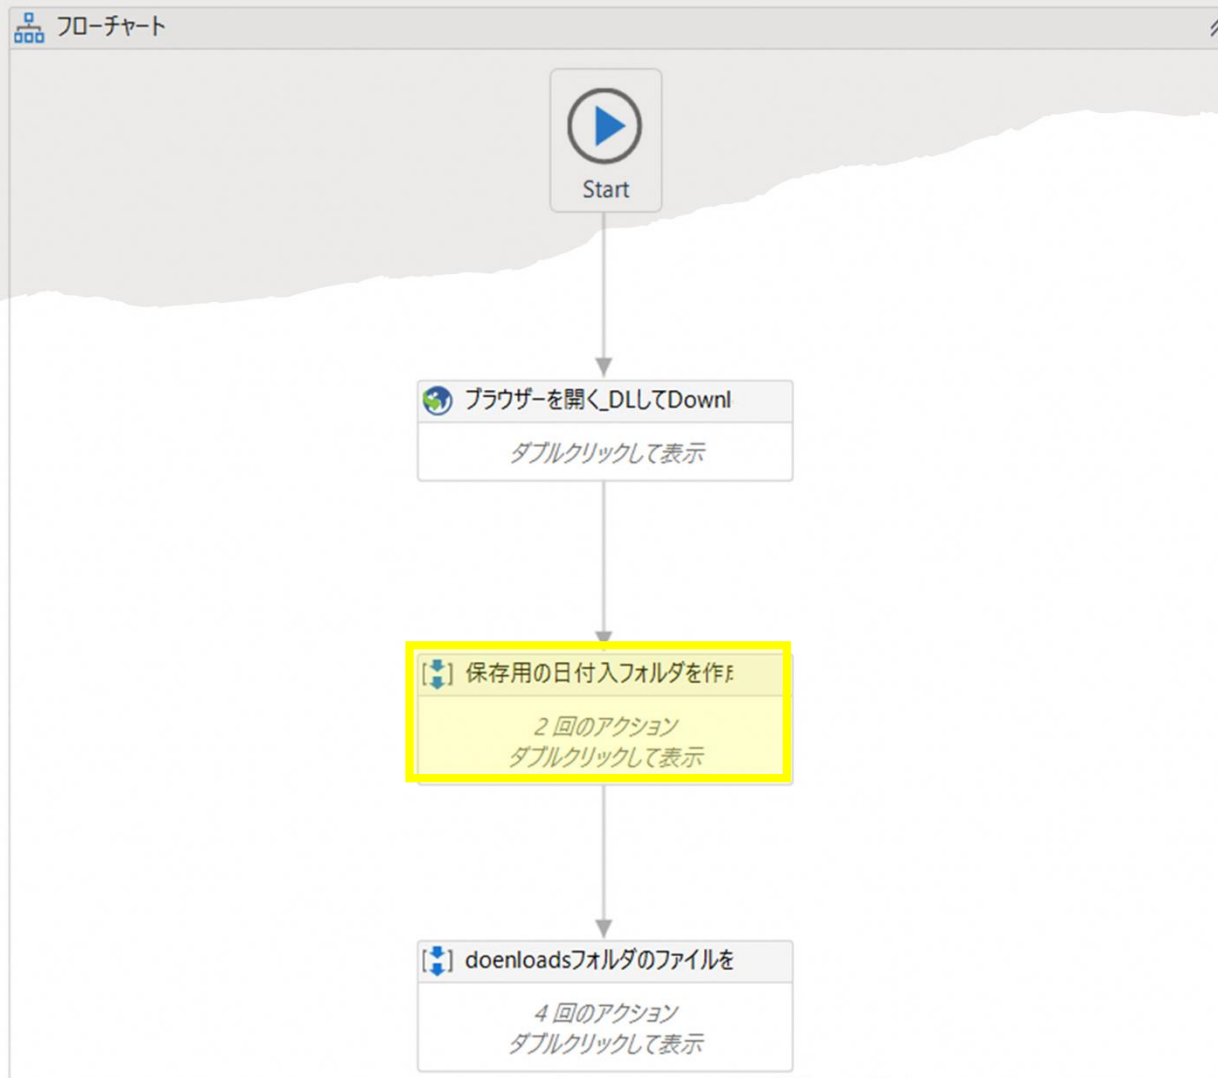 フローチャート
Start
ブラウザーを開く_DLしてDownl
ダブルクリックして表示
保存用の日付入フォルダを作
2 回のアクション
ダブルクリックして表示
doenloadsフォルダのファイルを
4 回のアクション
ダブルクリックして表示